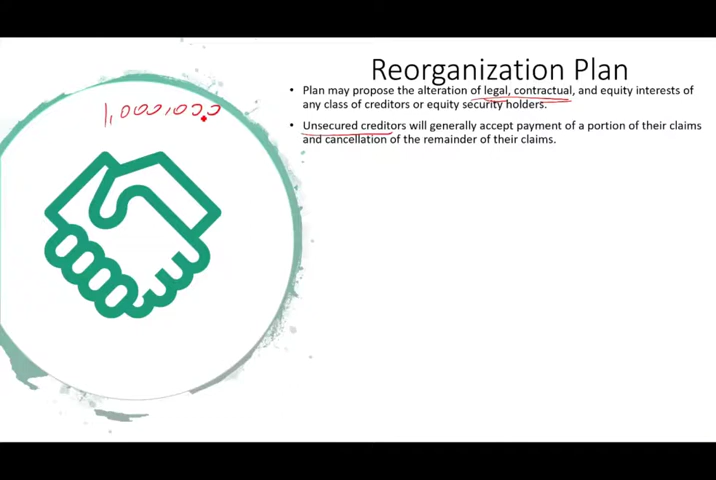 Reorganization Plan
• Plan may propose the alteration of legal, contractual, and equity interests of
any class of creditors or equity security holders.
• Unsecured creditors will generally accept payment of a portion of their claims
and cancellation of the remainder of their claims.
1,000,000